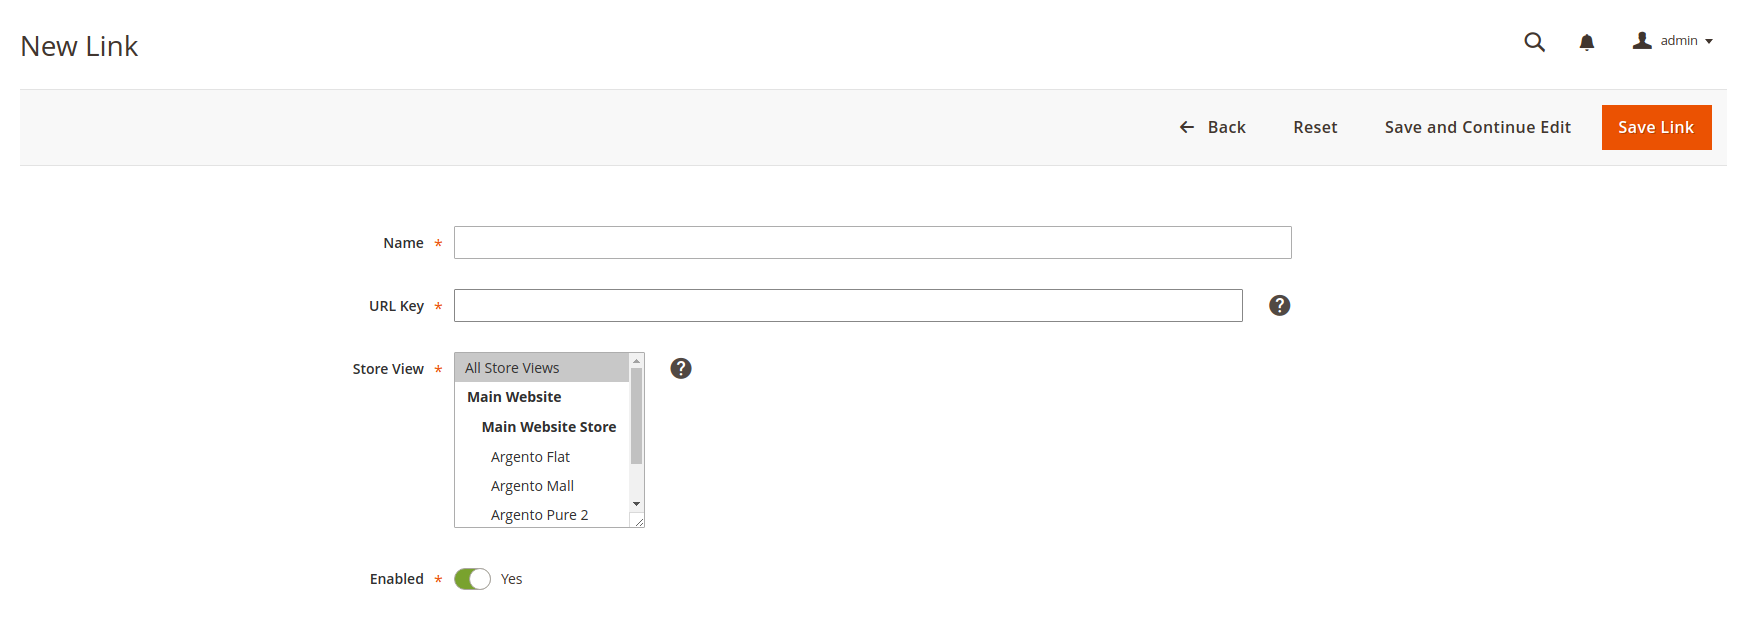 New Link
admin
Back Reset Save and Continue Edit Save Link
Name *
URL Key * ?
Store View * All Store Views ?
Main Website
Main Website Store
Argento Flat
Argento Mall
Argento Pure 2
Enabled * Yes